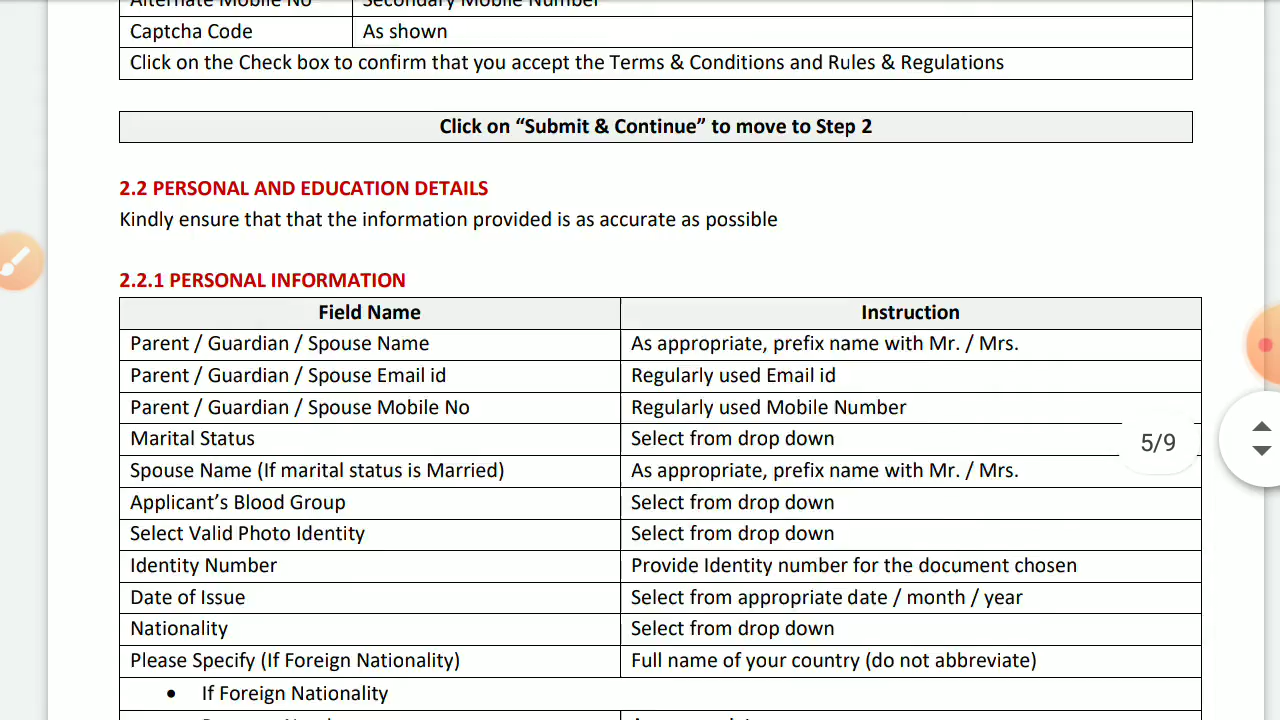 Alternate Mobile No Secondary Mobile Number
Captcha Code As shown
Click on the Check box to confirm that you accept the Terms & Conditions and Rules & Regulations
Click on “Submit & Continue” to move to Step 2
2.2 PERSONAL AND EDUCATION DETAILS
Kindly ensure that that the information provided is as accurate as possible
2.2.1 PERSONAL INFORMATION
Field Name Instruction
Parent / Guardian / Spouse Name As appropriate, prefix name with Mr. / Mrs.
Parent / Guardian / Spouse Email id Regularly used Email id
Parent / Guardian / Spouse Mobile No Regularly used Mobile Number
Marital Status Select from drop down
5/9
Spouse Name (If marital status is Married) As appropriate, prefix name with Mr. / Mrs.
Applicant’s Blood Group Select from drop down
Select Valid Photo Identity Select from drop down
Identity Number Provide Identity number for the document chosen
Date of Issue Select from appropriate date / month / year
Nationality Select from drop down
Please Specify (If Foreign Nationality) Full name of your country (do not abbreviate)
• If Foreign Nationality